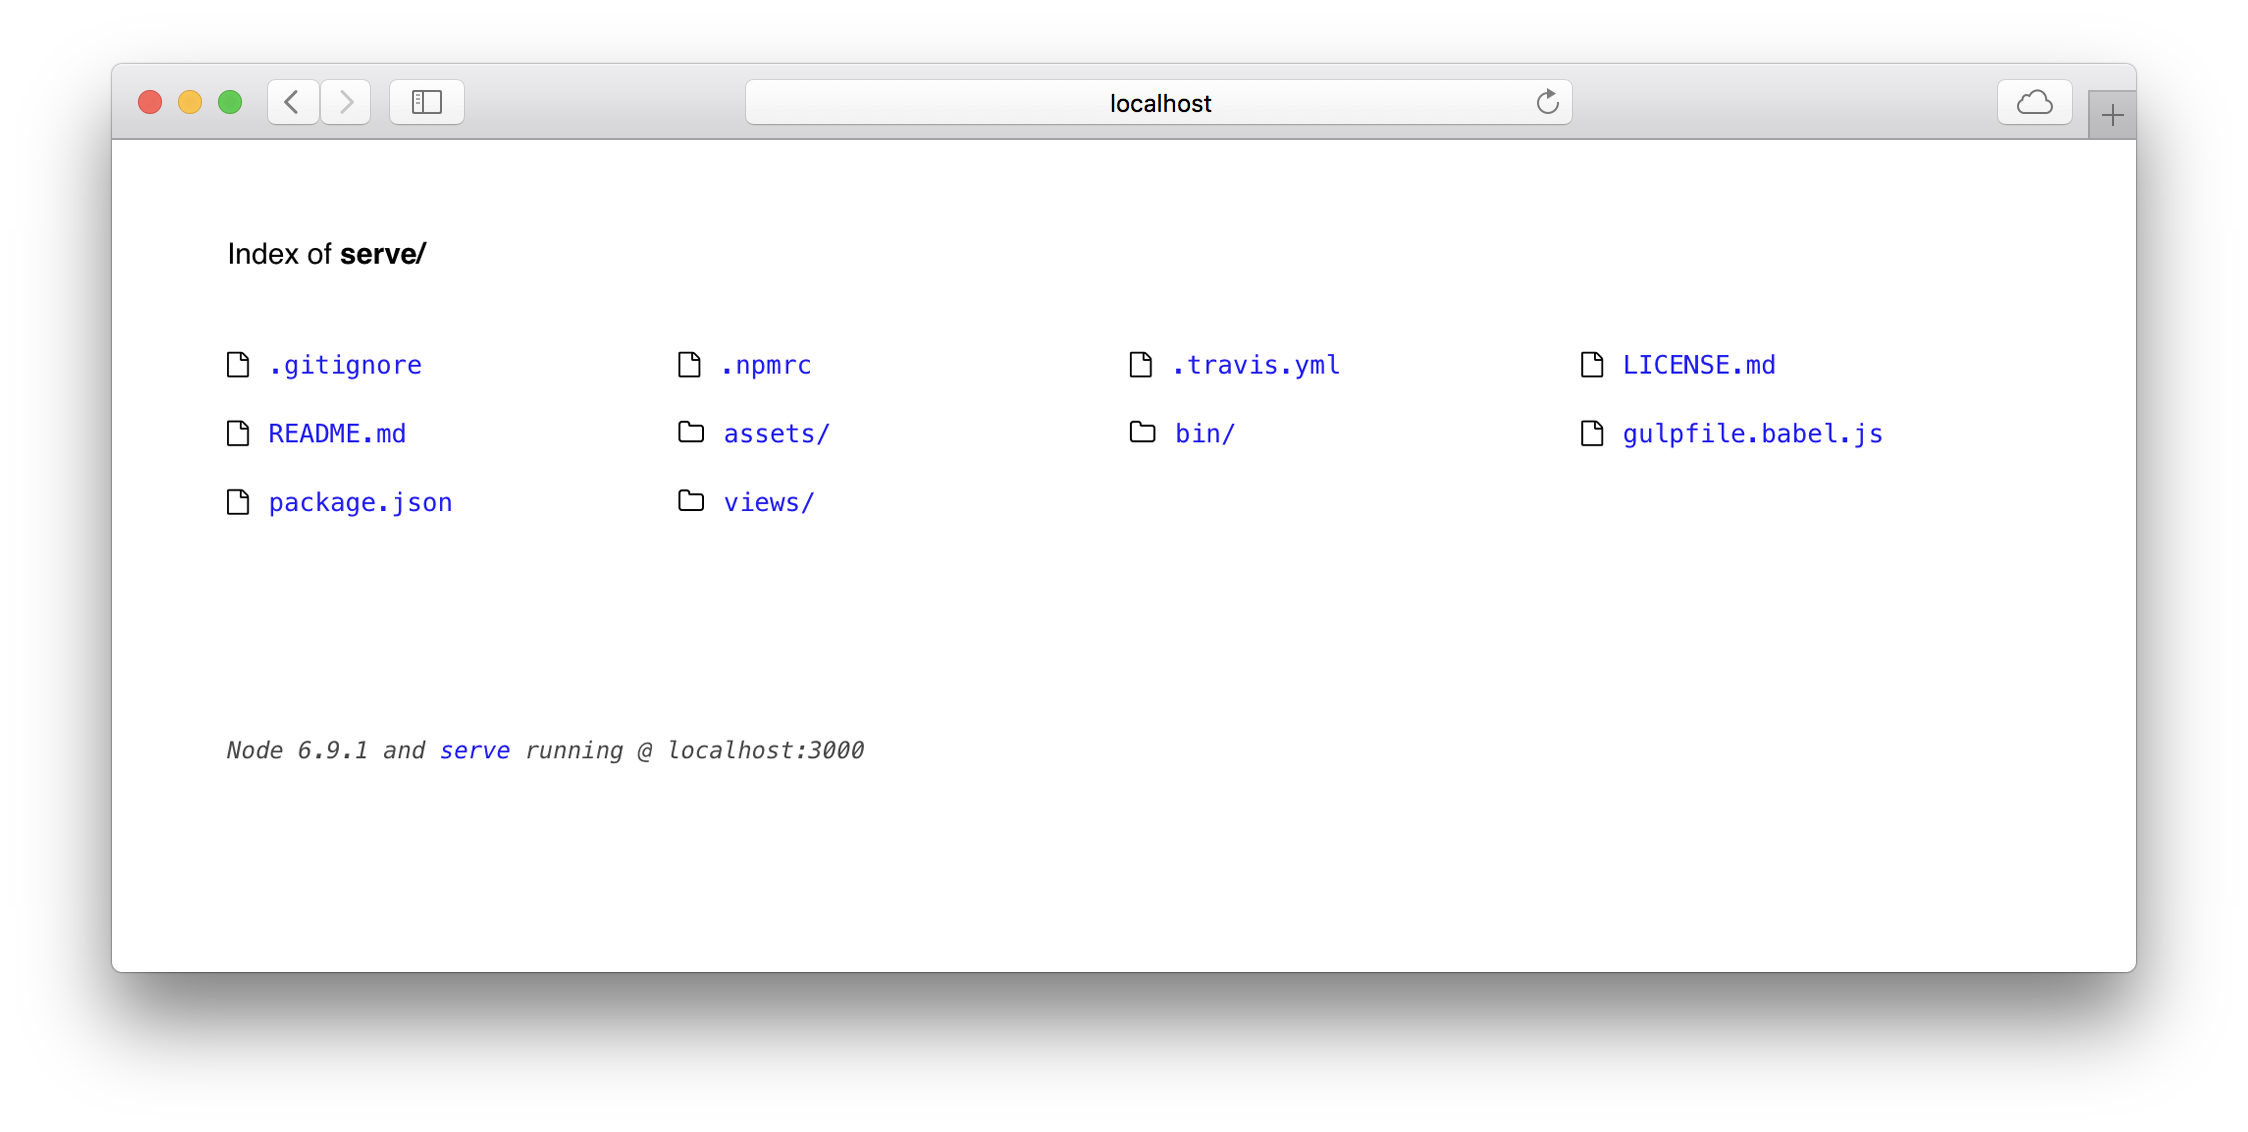 localhost
Index of serve/
.gitignore .npmrc .travis.yml LICENSE.md
README.md assets/ bin/ gulpfile.babel.js
package.json views/
Node 6.9.1 and serve running @ localhost:3000